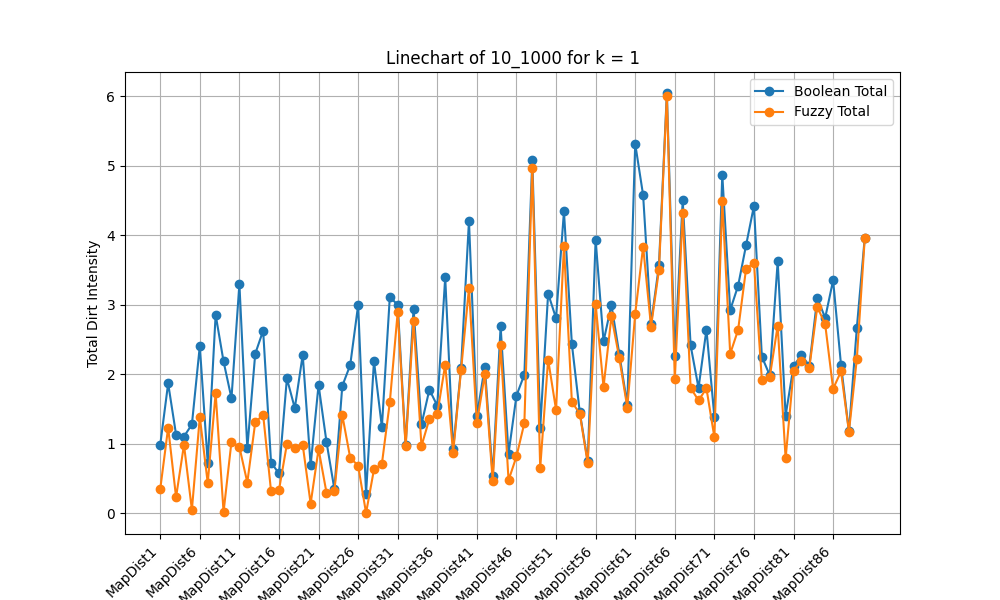 Linechart of 10_1000 for k = 1
Boolean Total
Fuzzy Total
Total Dirt Intensity
6
5
4
3
2
1
0
MapDist1
MapDist6
MapDist11
MapDist16
MapDist21
MapDist26
MapDist31
MapDist36
MapDist41
MapDist46
MapDist51
MapDist56
MapDist61
MapDist66
MapDist71
MapDist76
MapDist81
MapDist86